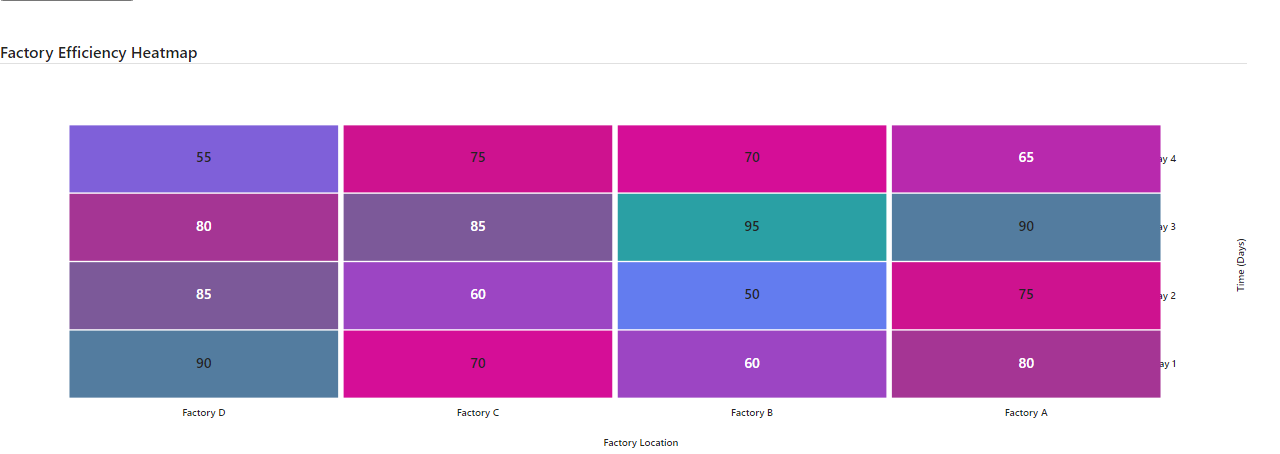 Factory Efficiency Heatmap
55 75 70 65 ay 4
80 85 95 90 ay 3
85 60 50 75 ay 2
90 70 60 80 ay 1
Time (Days)
Factory D Factory C Factory B Factory A
Factory Location